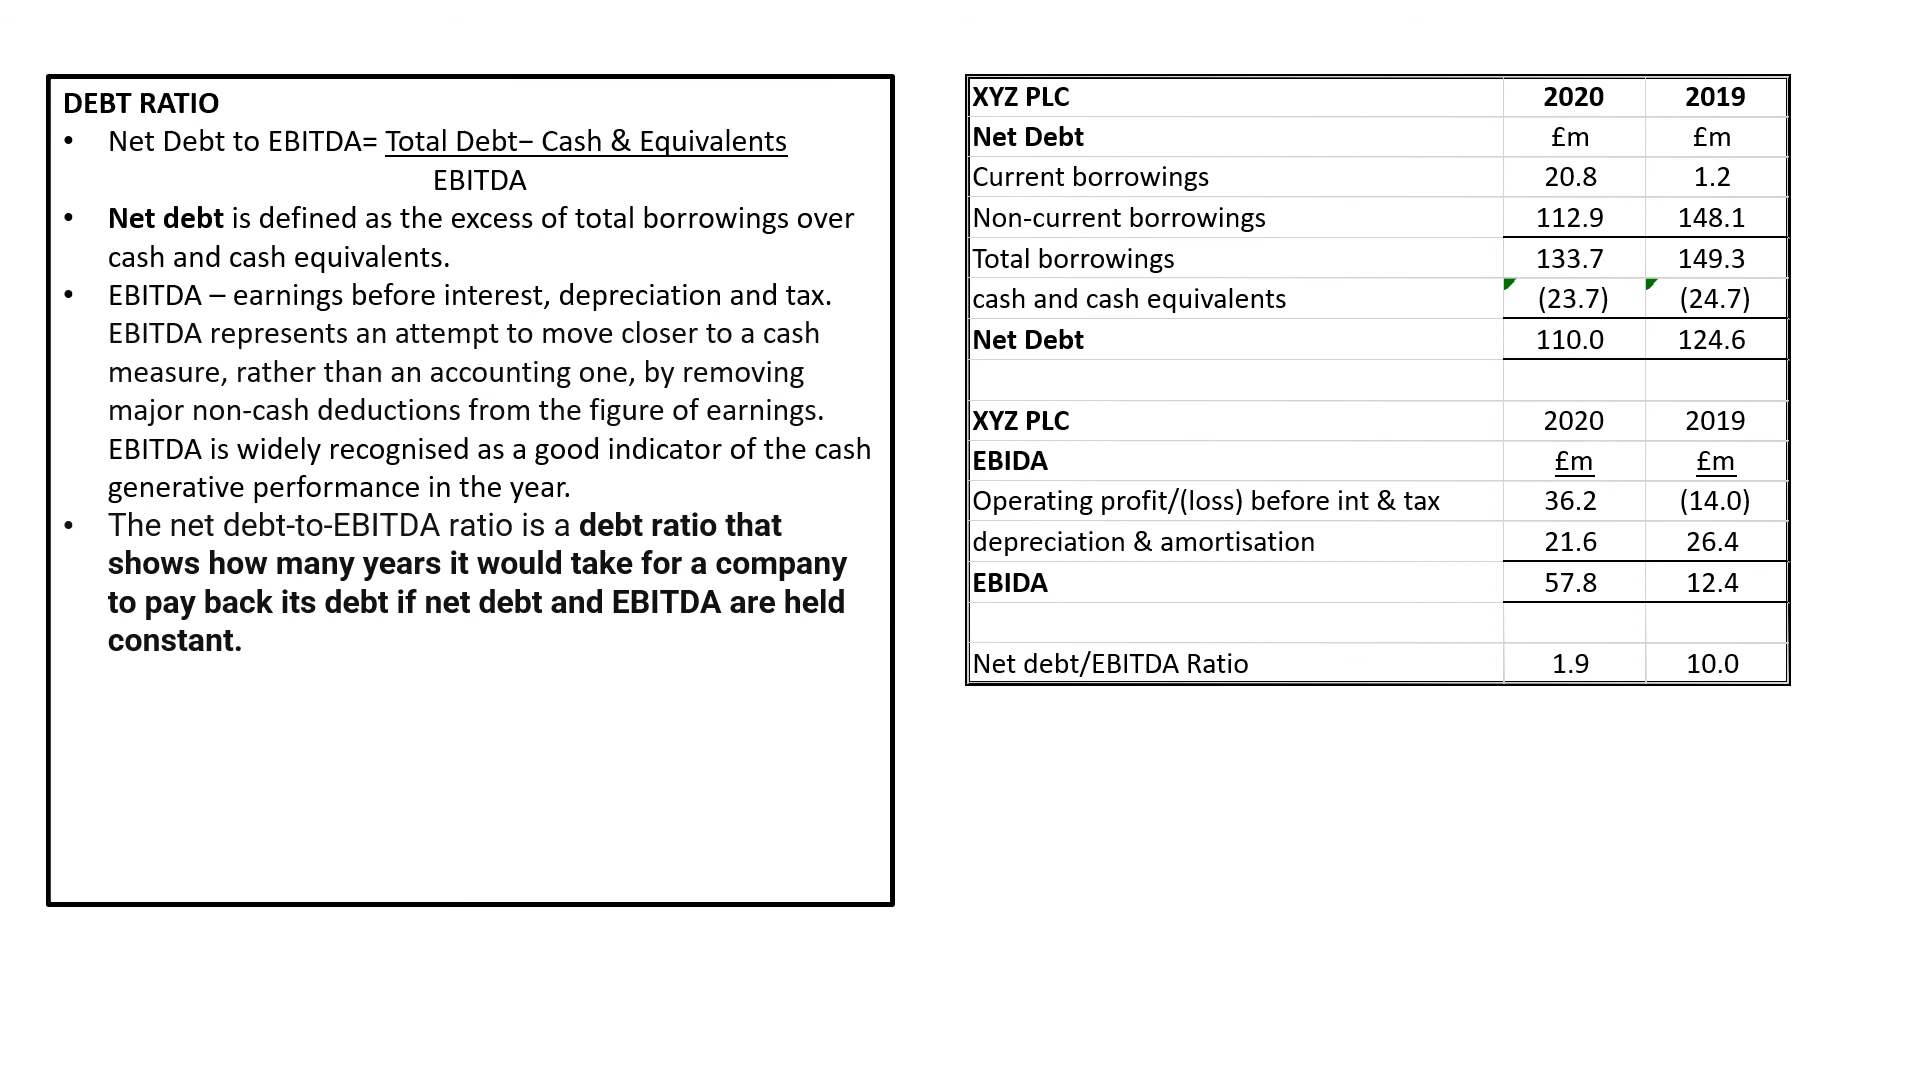 DEBT RATIO
• Net Debt to EBITDA= Total Debt− Cash & Equivalents
EBITDA
• Net debt is defined as the excess of total borrowings over
cash and cash equivalents.
• EBITDA – earnings before interest, depreciation and tax.
EBITDA represents an attempt to move closer to a cash
measure, rather than an accounting one, by removing
major non-cash deductions from the figure of earnings.
EBITDA is widely recognised as a good indicator of the cash
generative performance in the year.
• The net debt-to-EBITDA ratio is a debt ratio that
shows how many years it would take for a company
to pay back its debt if net debt and EBITDA are held
constant.
XYZ PLC 2020 2019
Net Debt £m £m
Current borrowings 20.8 1.2
Non-current borrowings 112.9 148.1
Total borrowings 133.7 149.3
cash and cash equivalents (23.7) (24.7)
Net Debt 110.0 124.6
XYZ PLC 2020 2019
EBIDA £m £m
Operating profit/(loss) before int & tax 36.2 (14.0)
depreciation & amortisation 21.6 26.4
EBIDA 57.8 12.4
Net debt/EBITDA Ratio 1.9 10.0